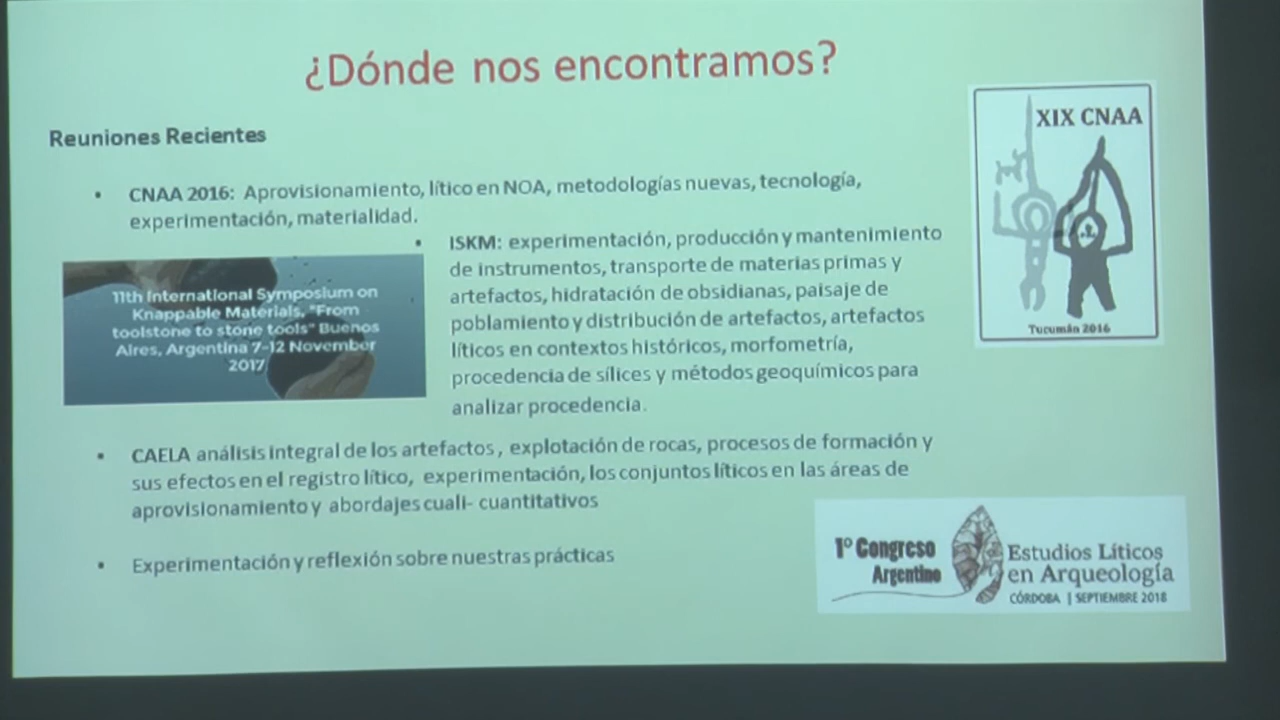 ¿Dónde nos encontramos?
Reuniones Recientes
• CNAA 2016: Aprovisionamiento, lítico en NOA, metodologías nuevas, tecnología,
experimentación, materialidad.
XIX CNAA
Tucumán 2016
11th International Symposium on
Knappable Materials, "From
toolstone to stone tools" Buenos
Aires, Argentina 7-12 November
2017
• ISKM: experimentación, producción y mantenimiento
de instrumentos, transporte de materias primas y
artefactos, hidratación de obsidianas, paisaje de
poblamiento y distribución de artefactos, artefactos
líticos en contextos históricos, morfometría,
procedencia de sílices y métodos geoquímicos para
analizar procedencia.
• CAELA análisis integral de los artefactos, explotación de rocas, procesos de formación y
sus efectos en el registro lítico, experimentación, los conjuntos líticos en las áreas de
aprovisionamiento y abordajes cuali- cuantitativos
• Experimentación y reflexión sobre nuestras prácticas
1º Congreso
Argentino
Estudios Líticos
en Arqueología
CÓRDOBA | SEPTIEMBRE 2018